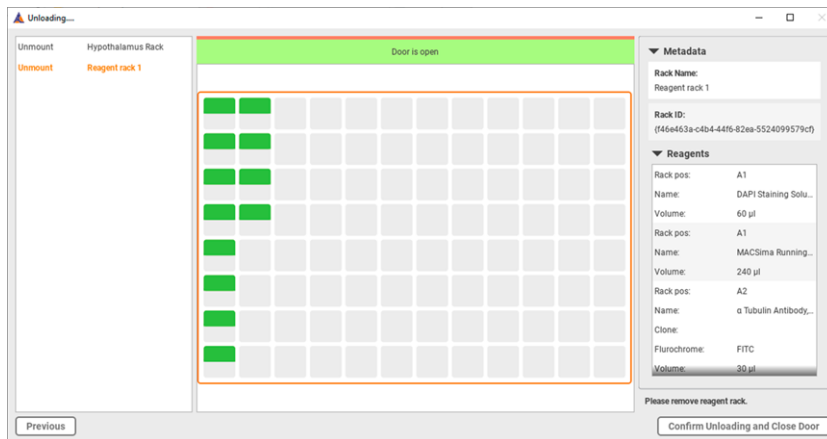 Unloading....
Unmount Hypothalamus Rack
Unmount Reagent rack 1
Door is open
Metadata
Rack Name:
Reagent rack 1
Rack ID:
{f46e463a-c4b4-44f6-82ea-5524099579cf}
Reagents
Rack pos: A1
Name: DAPI Staining Solu...
Volume: 60 µl
Rack pos: A1
Name: MACSima Running...
Volume: 240 µl
Rack pos: A2
Name: α Tubulin Antibody,...
Clone:
Flurochrome: FITC
Volume: 30 µl
Please remove reagent rack.
Previous
Confirm Unloading and Close Door